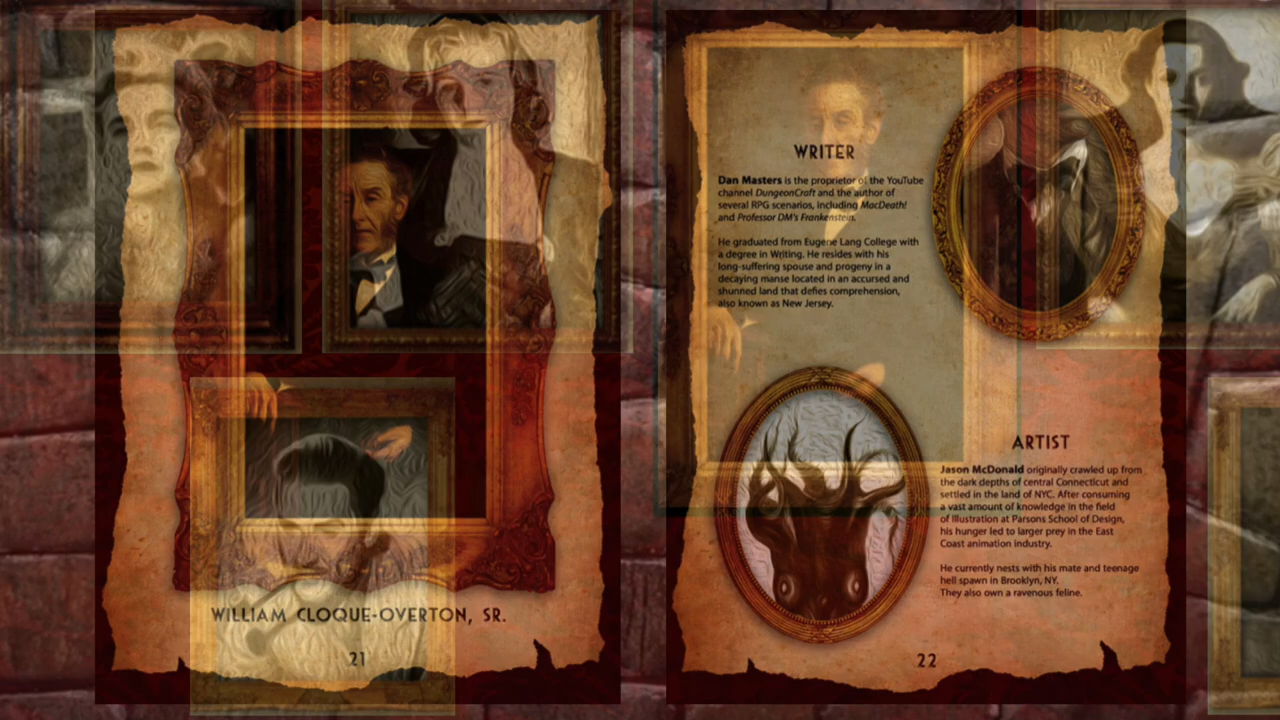 WILLIAM CLOQUE-OVERTON, SR.
21
WRITER
Dan Masters is the proprietor of the YouTube
channel DungeonCraft and the author of
several RPG scenarios, including MacDeath!
and Professor DM's Frankenstein.
He graduated from Eugene Lang College with
a degree in Writing. He resides with his
long-suffering spouse and progeny in a
decaying manse located in an accursed and
shunned land that defies comprehension,
also known as New Jersey.
ARTIST
Jason McDonald originally crawled up from
the dark depths of central Connecticut and
settled in the land of NYC. After consuming
a vast amount of knowledge in the field
of Illustration at Parsons School of Design,
his hunger led to larger prey in the East
Coast animation industry.
He currently nests with his mate and teenage
hell spawn in Brooklyn, NY.
They also own a ravenous feline.
22